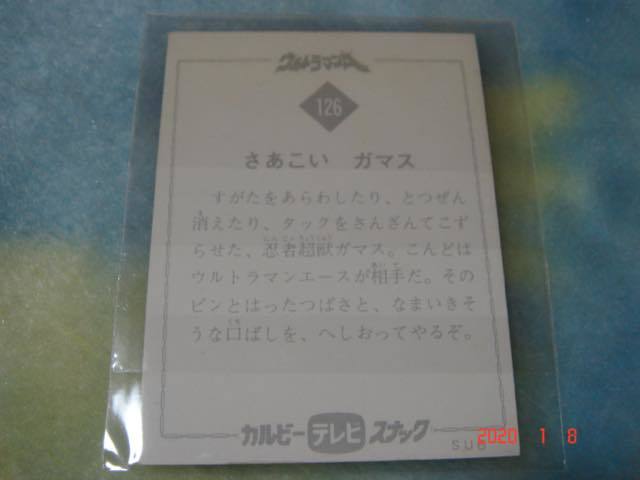 ウルトラマンA
126
さあこい ガマス
すがたをあらわしたり、とつぜん
消えたり、タックをさんざんてこず
らせた、忍者超獣ガマス。こんどは
ウルトラマンエースが相手だ。その
ピンとはったつばさと、なまいきそ
うな口ばしを、へしおってやるぞ。
カルビー テレビ スナック
2020 1 8